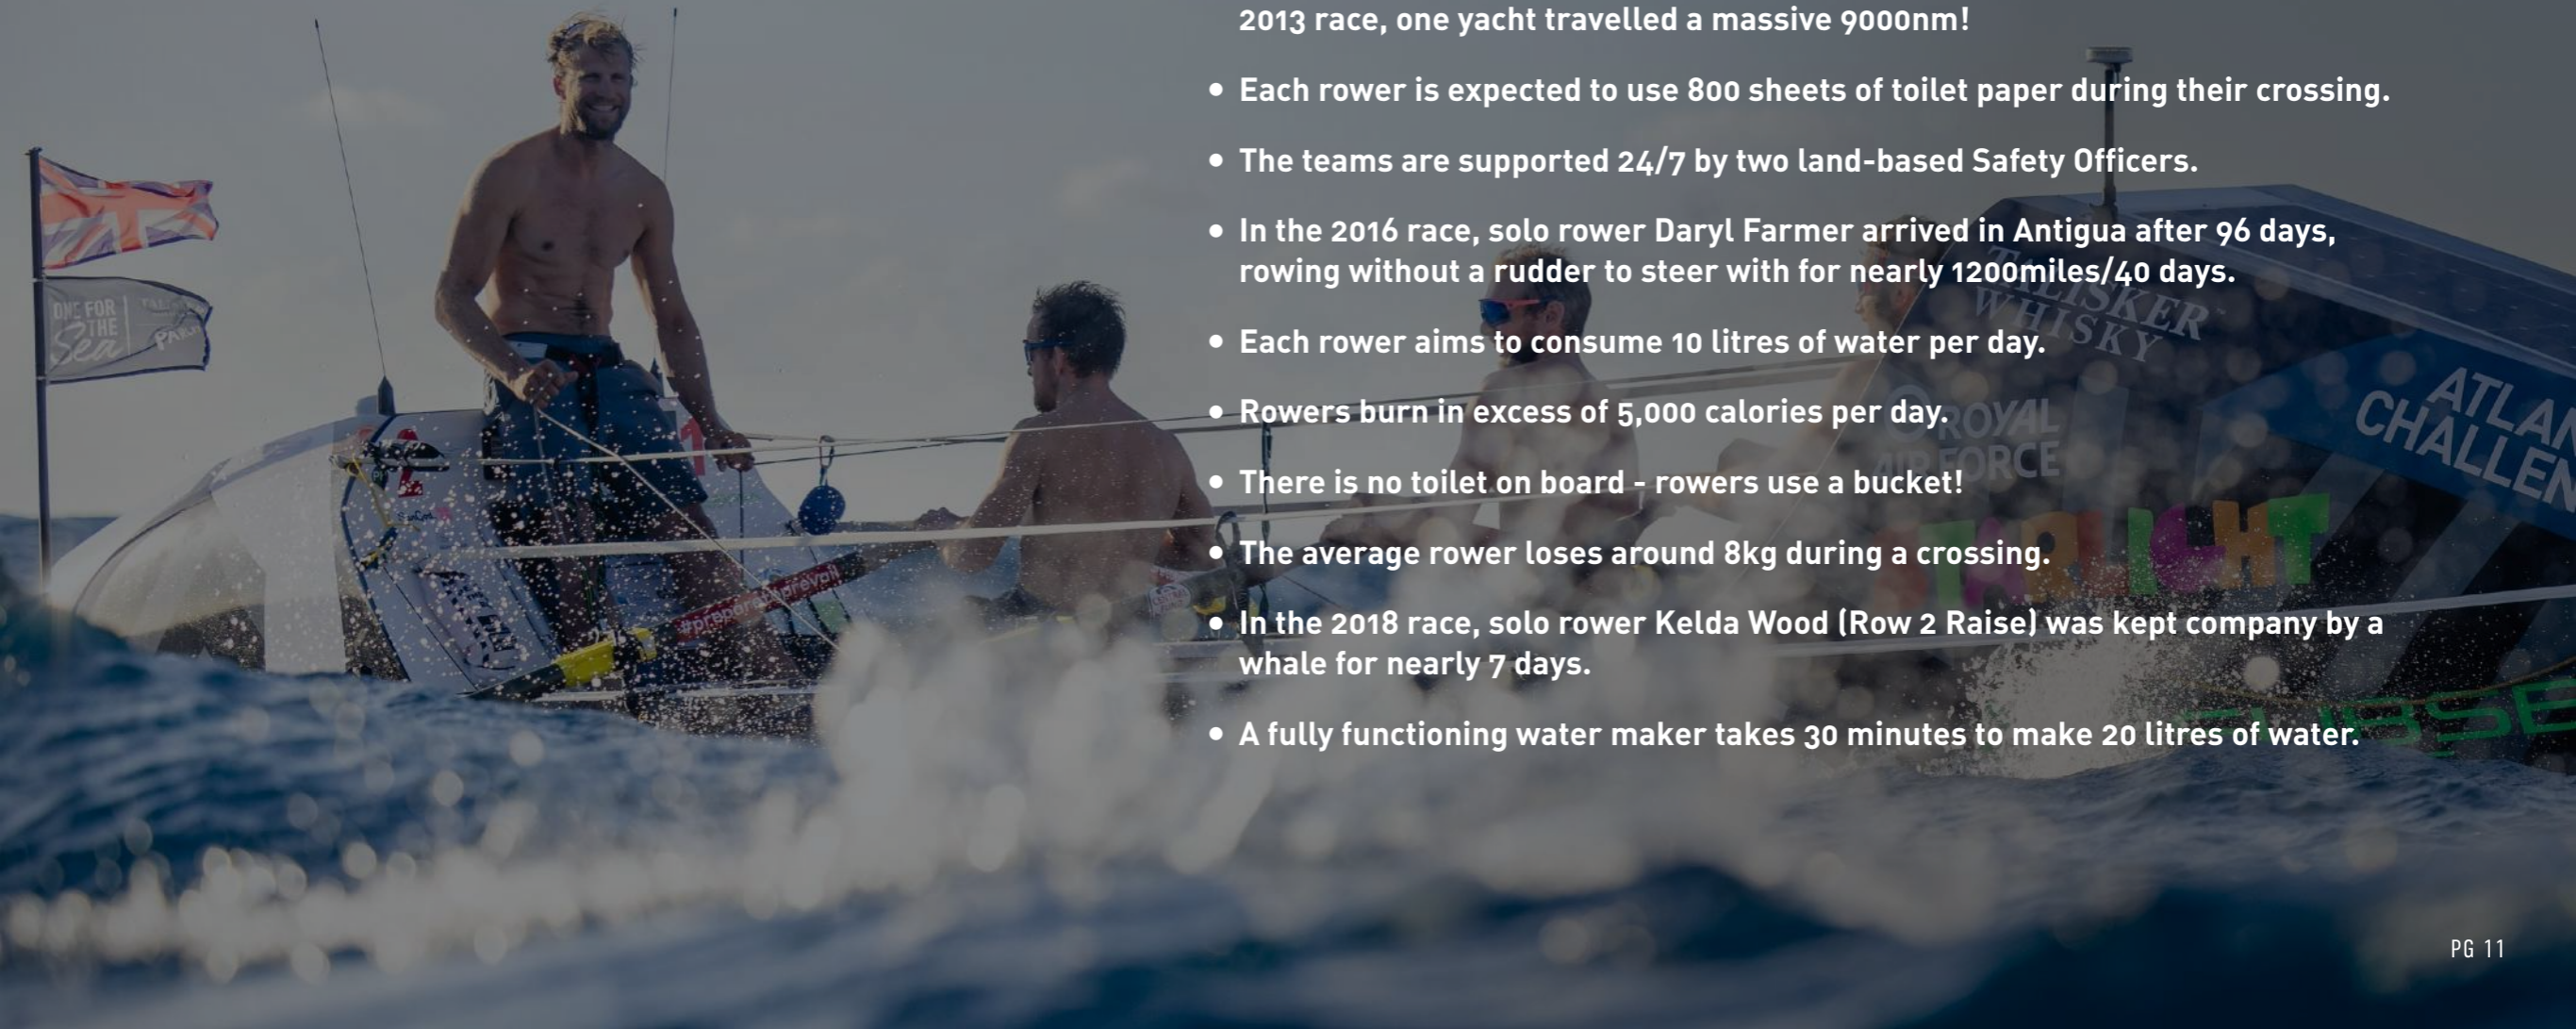 2013 race, one yacht travelled a massive 9000nm!
• Each rower is expected to use 800 sheets of toilet paper during their crossing.
• The teams are supported 24/7 by two land-based Safety Officers.
• In the 2016 race, solo rower Daryl Farmer arrived in Antigua after 96 days,
rowing without a rudder to steer with for nearly 1200miles/40 days.
• Each rower aims to consume 10 litres of water per day.
• Rowers burn in excess of 5,000 calories per day.
• There is no toilet on board - rowers use a bucket!
• The average rower loses around 8kg during a crossing.
• In the 2018 race, solo rower Kelda Wood (Row 2 Raise) was kept company by a
whale for nearly 7 days.
• A fully functioning water maker takes 30 minutes to make 20 litres of water.
ONE FOR
THE
Sea
TALISKER
WHISKY
ROYAL
AIR FORCE
STARLIGHT
ATLAN
CHALLEN
#prepareandprevail
PG 11